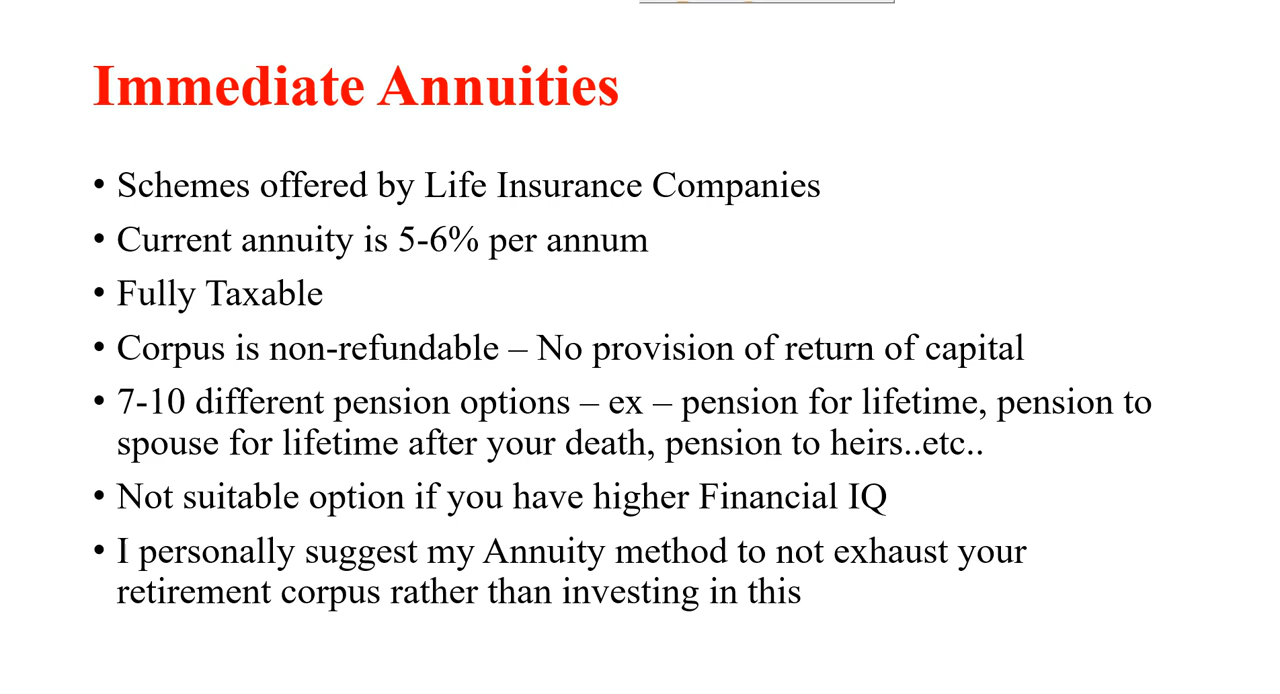 Immediate Annuities
• Schemes offered by Life Insurance Companies
• Current annuity is 5-6% per annum
• Fully Taxable
• Corpus is non-refundable – No provision of return of capital
• 7-10 different pension options – ex – pension for lifetime, pension to
spouse for lifetime after your death, pension to heirs..etc..
• Not suitable option if you have higher Financial IQ
• I personally suggest my Annuity method to not exhaust your
retirement corpus rather than investing in this